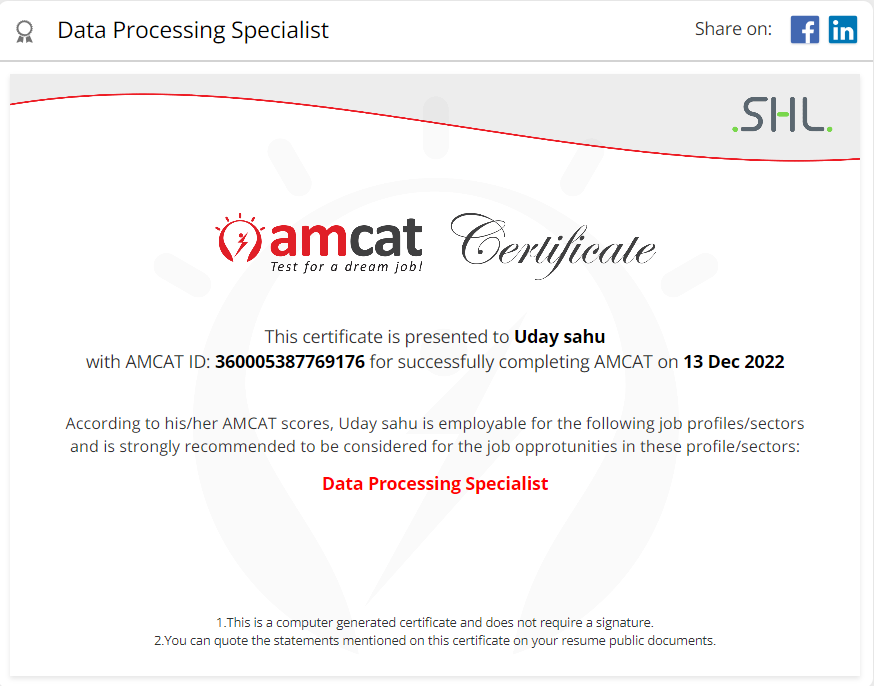 Data Processing Specialist
Share on:
f in
.SHL.
amcat Certificate
Test for a dream job!
This certificate is presented to Uday sahu
with AMCAT ID: 360005387769176 for successfully completing AMCAT on 13 Dec 2022
According to his/her AMCAT scores, Uday sahu is employable for the following job profiles/sectors
and is strongly recommended to be considered for the job opprotunities in these profile/sectors:
Data Processing Specialist
1.This is a computer generated certificate and does not require a signature.
2.You can quote the statements mentioned on this certificate on your resume public documents.